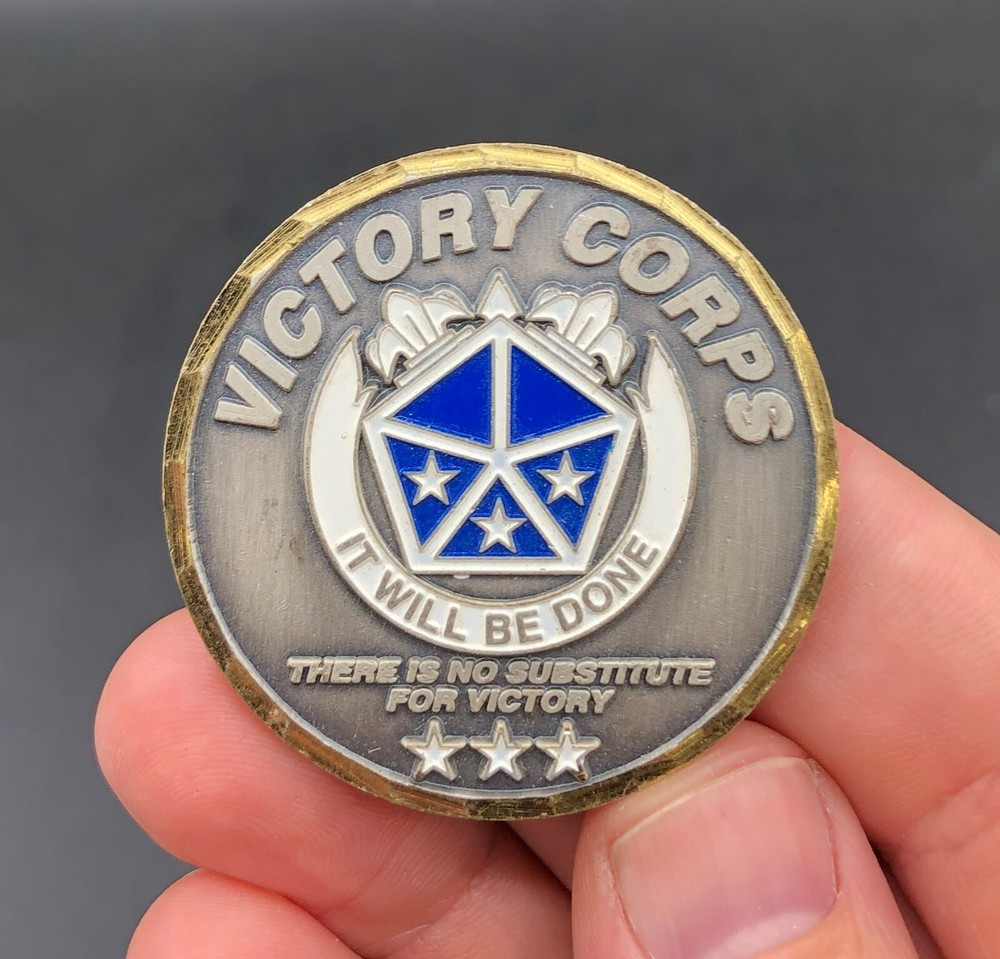 VICTORY CORPS
IT WILL BE DONE
THERE IS NO SUBSTITUTE
FOR VICTORY